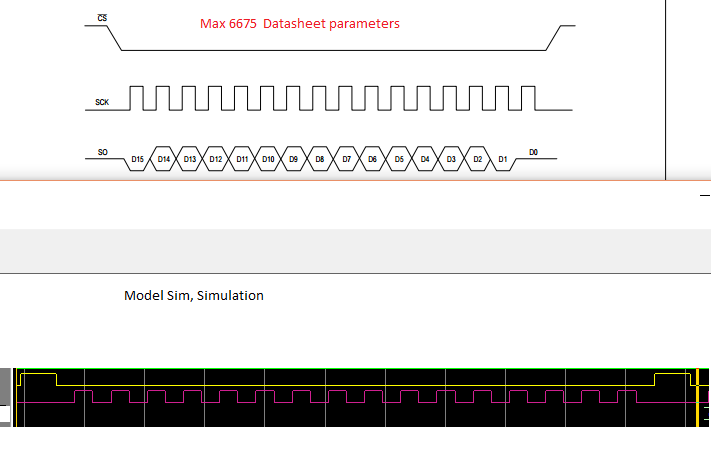 CS
Max 6675 Datasheet parameters
SCK
SO D15 D14 D13 D12 D11 D10 D9 D8 D7 D6 D5 D4 D3 D2 D1 D0
Model Sim, Simulation